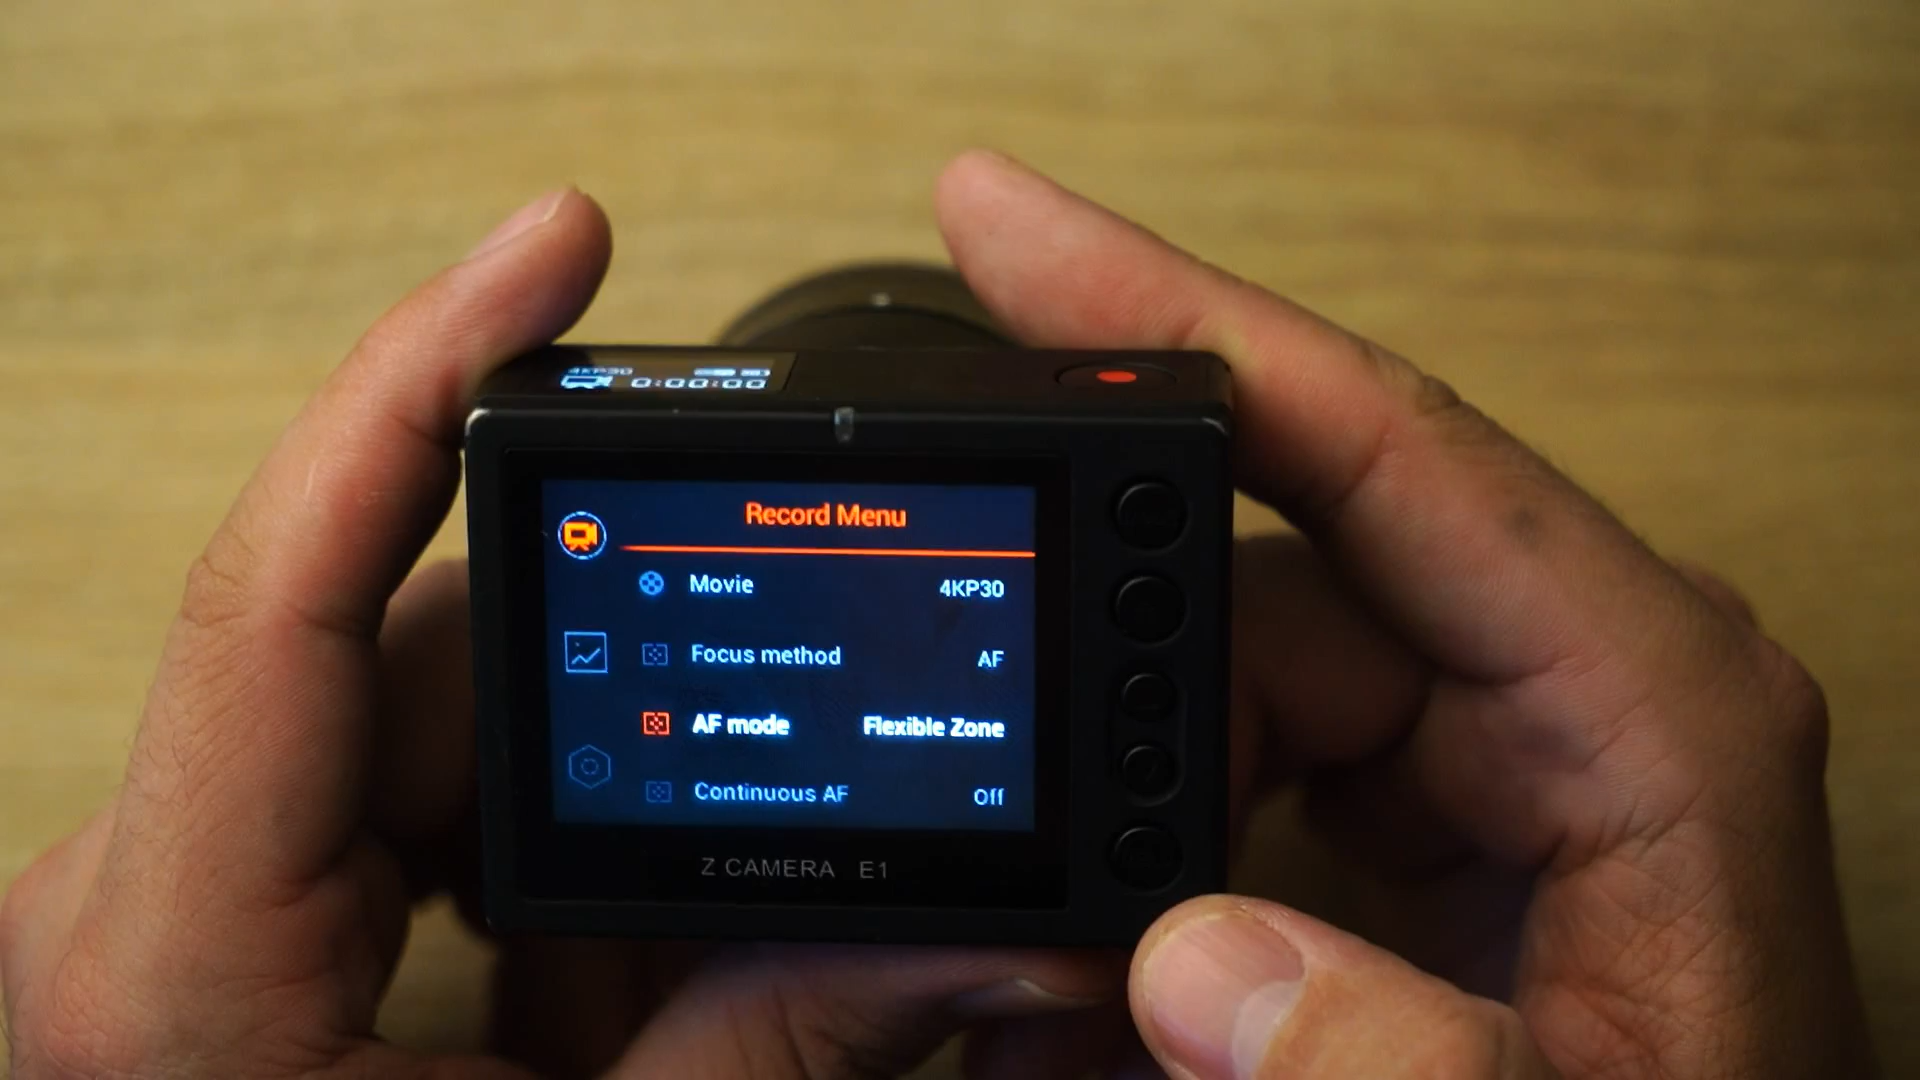 4KP30
0:00:00
Record Menu
Movie 4KP30
Focus method AF
AF mode Flexible Zone
Continuous AF Off
Z CAMERA E1